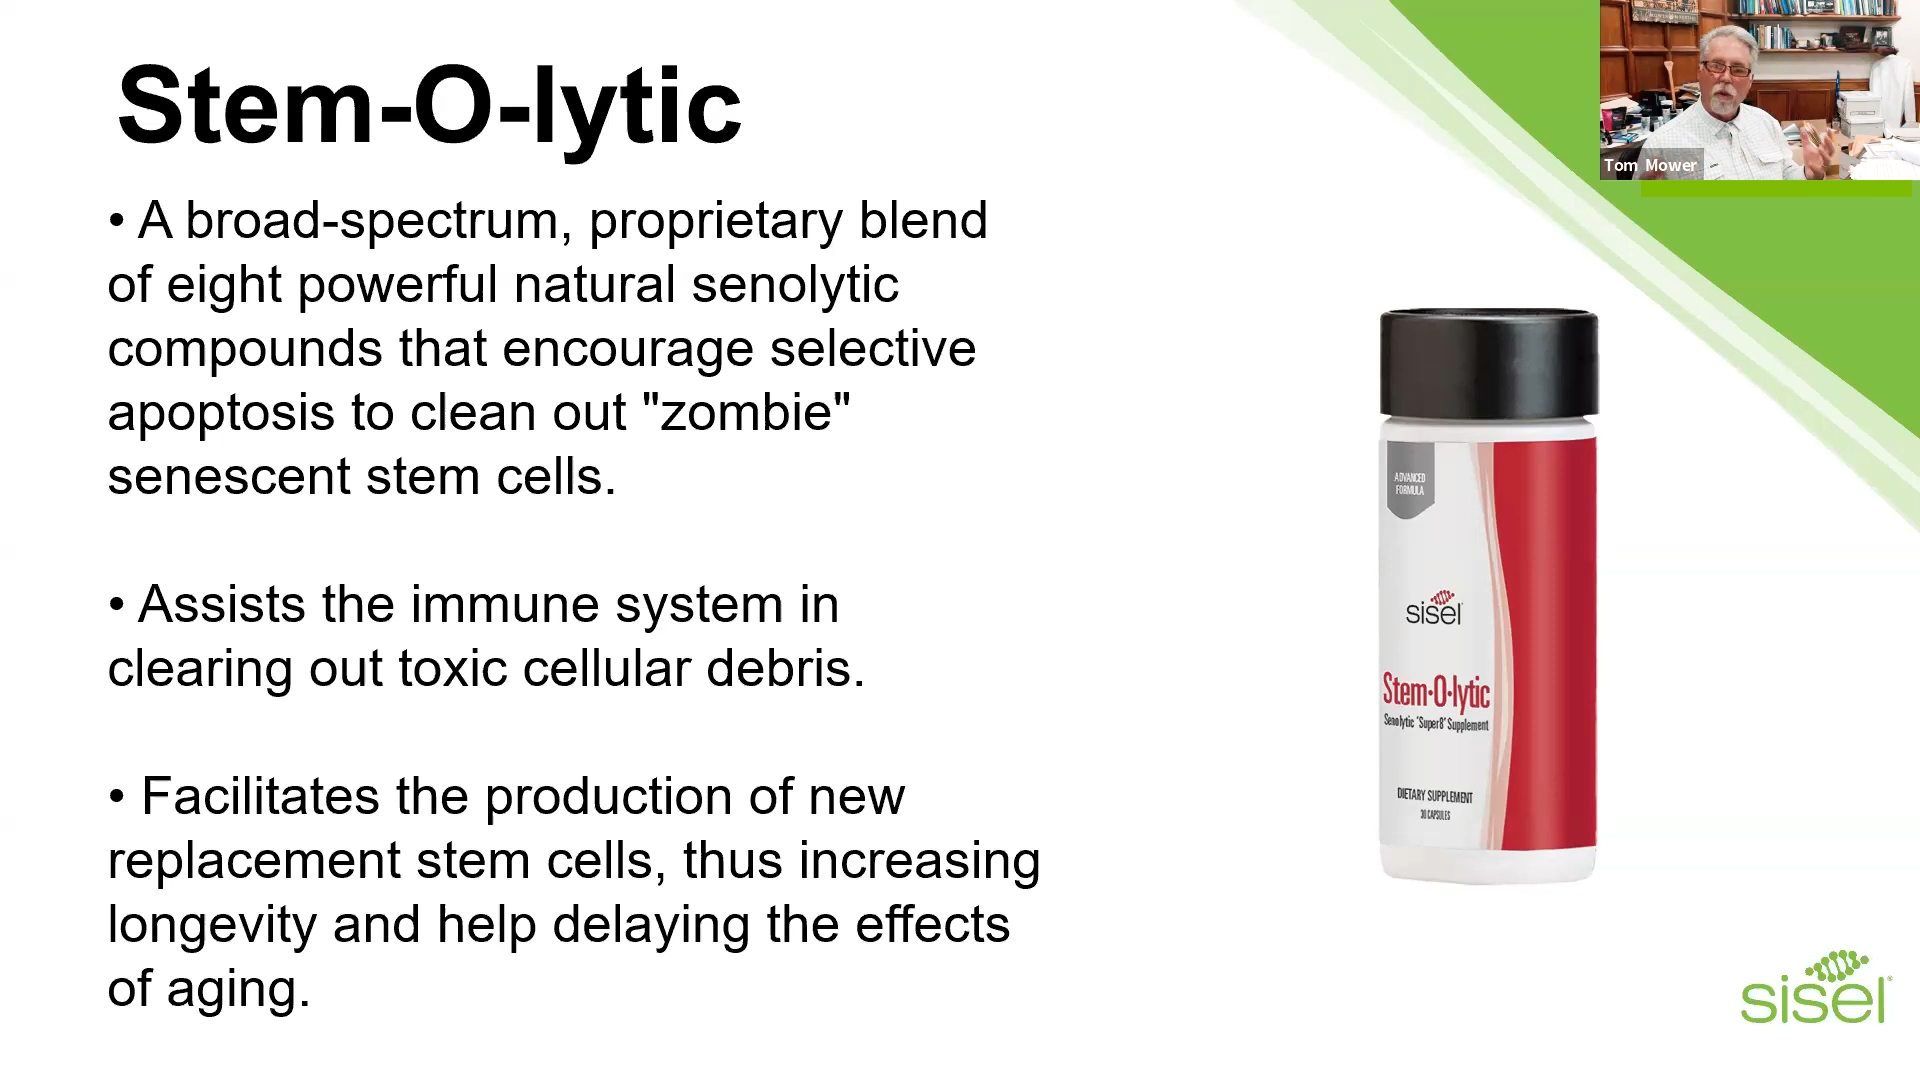 Stem-O-lytic
• A broad-spectrum, proprietary blend
of eight powerful natural senolytic
compounds that encourage selective
apoptosis to clean out "zombie"
senescent stem cells.
• Assists the immune system in
clearing out toxic cellular debris.
• Facilitates the production of new
replacement stem cells, thus increasing
longevity and help delaying the effects
of aging.
Tom Mower
ADVANCED
FORMULA
sisel
Stem·O·lytic
Senolytic 'Super8' Supplement
DIETARY SUPPLEMENT
30 CAPSULES
sisel®